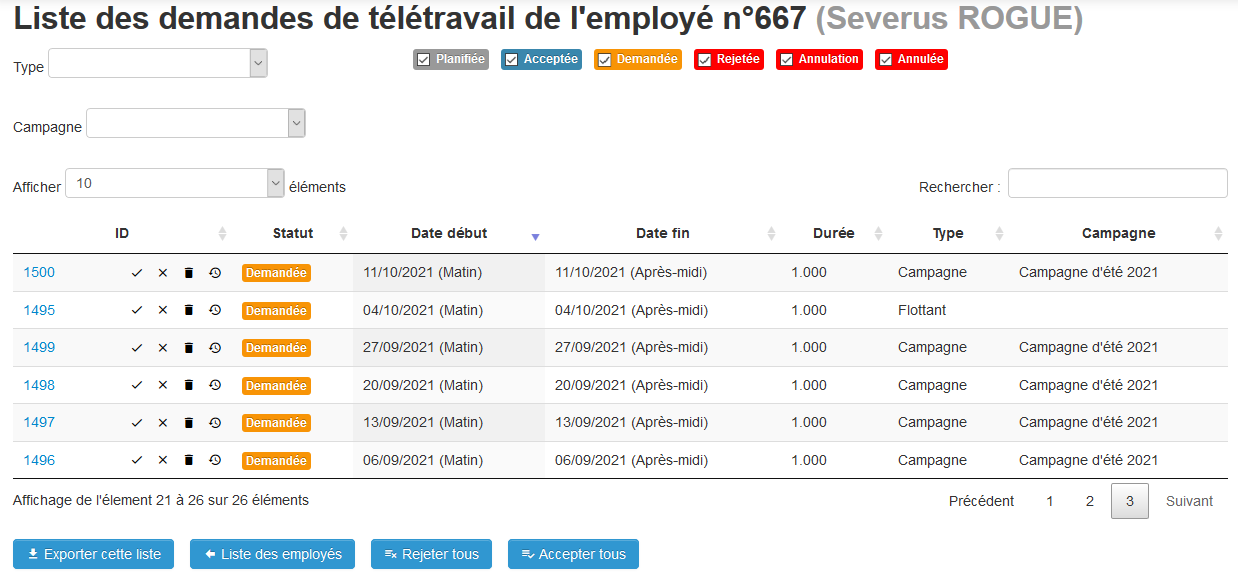 Liste des demandes de télétravail de l'employé n°667 (Severus ROGUE)
Type Planifiée Acceptée Demandée Rejetée Annulation Annulée
Campagne
Afficher 10 éléments Rechercher :
ID Statut Date début Date fin Durée Type Campagne
1500 Demandée 11/10/2021 (Matin) 11/10/2021 (Après-midi) 1.000 Campagne Campagne d'été 2021
1495 Demandée 04/10/2021 (Matin) 04/10/2021 (Après-midi) 1.000 Flottant
1499 Demandée 27/09/2021 (Matin) 27/09/2021 (Après-midi) 1.000 Campagne Campagne d'été 2021
1498 Demandée 20/09/2021 (Matin) 20/09/2021 (Après-midi) 1.000 Campagne Campagne d'été 2021
1497 Demandée 13/09/2021 (Matin) 13/09/2021 (Après-midi) 1.000 Campagne Campagne d'été 2021
1496 Demandée 06/09/2021 (Matin) 06/09/2021 (Après-midi) 1.000 Campagne Campagne d'été 2021
Affichage de l'élement 21 à 26 sur 26 éléments Précédent 1 2 3 Suivant
Exporter cette liste Liste des employés Rejeter tous Accepter tous